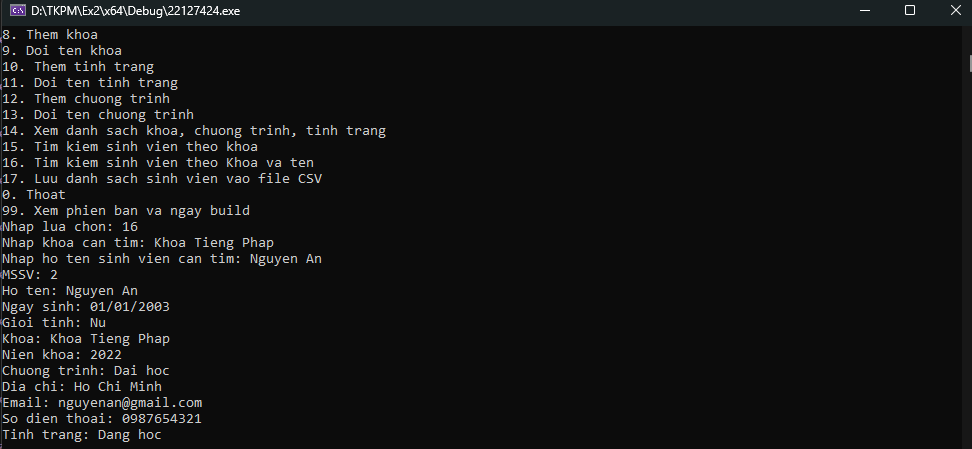 D:\TKPM\Ex2\x64\Debug\22127424.exe
8. Them khoa
9. Doi ten khoa
10. Them tinh trang
11. Doi ten tinh trang
12. Them chuong trinh
13. Doi ten chuong trinh
14. Xem danh sach khoa, chuong trinh, tinh trang
15. Tim kiem sinh vien theo khoa
16. Tim kiem sinh vien theo Khoa va ten
17. Luu danh sach sinh vien vao file CSV
0. Thoat
99. Xem phien ban va ngay build
Nhap lua chon: 16
Nhap khoa can tim: Khoa Tieng Phap
Nhap ho ten sinh vien can tim: Nguyen An
MSSV: 2
Ho ten: Nguyen An
Ngay sinh: 01/01/2003
Gioi tinh: Nu
Khoa: Khoa Tieng Phap
Nien khoa: 2022
Chuong trinh: Dai hoc
Dia chi: Ho Chi Minh
Email: nguyenan@gmail.com
So dien thoai: 0987654321
Tinh trang: Dang hoc